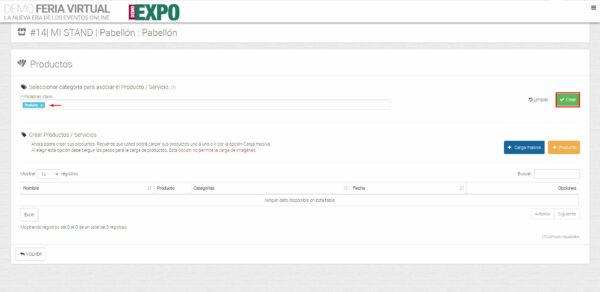 DEMO FERIA VIRTUAL
LA NUEVA ERA DE LOS EVENTOS ONLINE
EXPO
#14| MI STAND | Pabellón : Pabellón
Productos
Seleccionar categoría para asociar el Producto / Servicio. (*)
(*)Palabras clave
Producto x
Limpiar
Crear
Crear Productos / Servicios
Ahora podrá crear sus productos. Recuerde que usted podrá cargar sus productos uno a uno o ir por la opción Carga masiva.
Al elegir esta opción debe seguir los pasos para la carga de productos. Esta opción no permite la carga de imágenes.
+ Carga masiva
+ Producto
Mostrar 10 registros
Buscar:
Nombre Producto Categorías Fecha Opciones
Ningún dato disponible en esta tabla
Excel
Anterior Siguiente
Mostrando registros del 0 al 0 de un total de 0 registros
(*) Campos requeridos
VOLVER